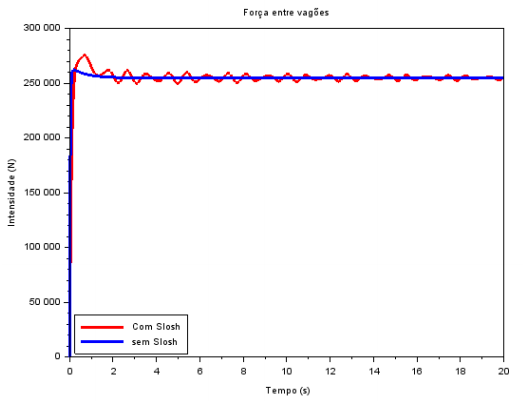 Força entre vagões
300 000
250 000
200 000
150 000
100 000
50 000
0
Intensidade (N)
Com Slosh
sem Slosh
0 2 4 6 8 10 12 14 16 18 20
Tempo (s)